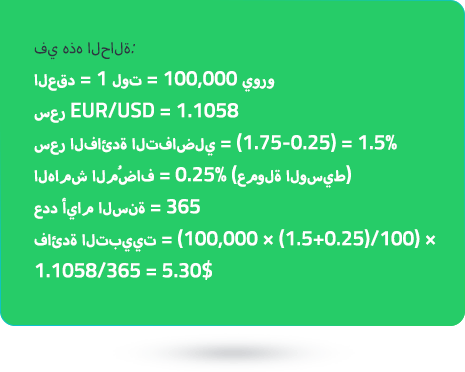 في هذه الحالة:
العقد = 1 لوت = 100,000 يورو
سعر EUR/USD = 1.1058
سعر الفائدة التفاضلي = (1.75-0.25) = 1.5%
الهامش المُضاف = 0.25% (عمولة الوسيط)
عدد أيام السنة = 365
فائدة التبييت = (100,000 × (1.5+0.25)/100) ×
1.1058/365 = 5.30$